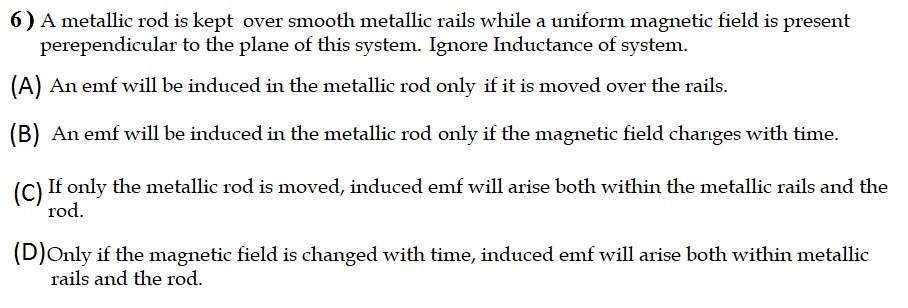 6) A metallic rod is kept over smooth metallic rails while a uniform magnetic field is present
perependicular to the plane of this system. Ignore Inductance of system.
(A) An emf will be induced in the metallic rod only if it is moved over the rails.
(B) An emf will be induced in the metallic rod only if the magnetic field changes with time.
(C) If only the metallic rod is moved, induced emf will arise both within the metallic rails and the
rod.
(D)Only if the magnetic field is changed with time, induced emf will arise both within metallic
rails and the rod.